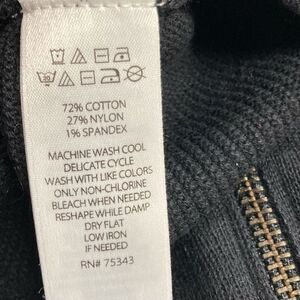 72% COTTON
27% NYLON
1% SPANDEX
MACHINE WASH COOL
DELICATE CYCLE
WASH WITH LIKE COLORS
ONLY NON-CHLORINE
BLEACH WHEN NEEDED
RESHAPE WHILE DAMP
DRY FLAT
LOW IRON
IF NEEDED
RN# 75343